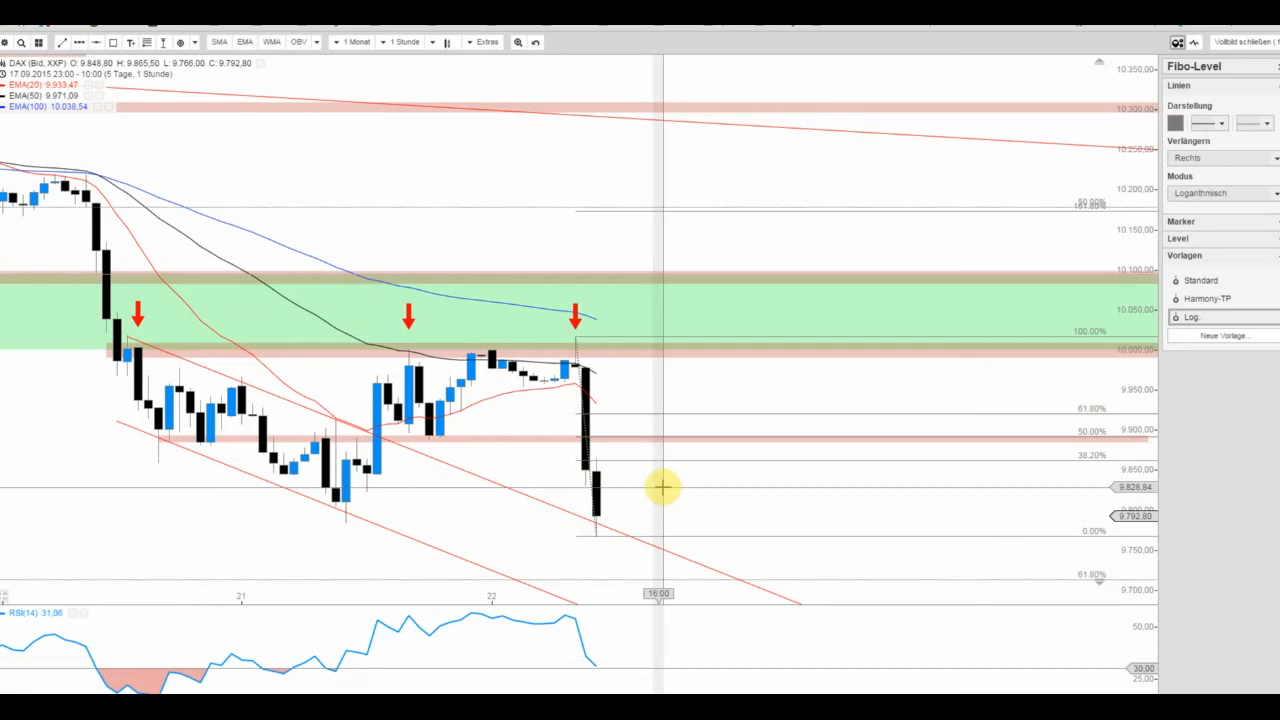 SMA EMA WMA OBV 1 Monat 1 Stunde Extras
Vollbild schließen (
DAX (Bid, XXP) O: 9.848,80 H: 9.865,50 L: 9.766,00 C: 9.792,80
17.09.2015 23:00 - 10:00 (5 Tage, 1 Stunde)
EMA(20) 9.933,47
EMA(50) 9.971,09
EMA(100) 10.038,54
10.350,00
10.300,00
10.250,00
10.200,00
50.00%
161.80%
10.150,00
10.100,00
10.050,00
100.00%
10.000,00
9.950,00
61.80%
9.900,00
50.00%
38.20%
9.850,00
9.828,84
9.792,80
0.00%
9.750,00
61.80%
9.700,00
21
22
16:00
RSI(14) 31,06
50,00
30,00
25,00
Fibo-Level
Linien
Darstellung
Verlängern
Rechts
Modus
Logarithmisch
Marker
Level
Vorlagen
Standard
Harmony-TP
Log.
Neue Vorlage...